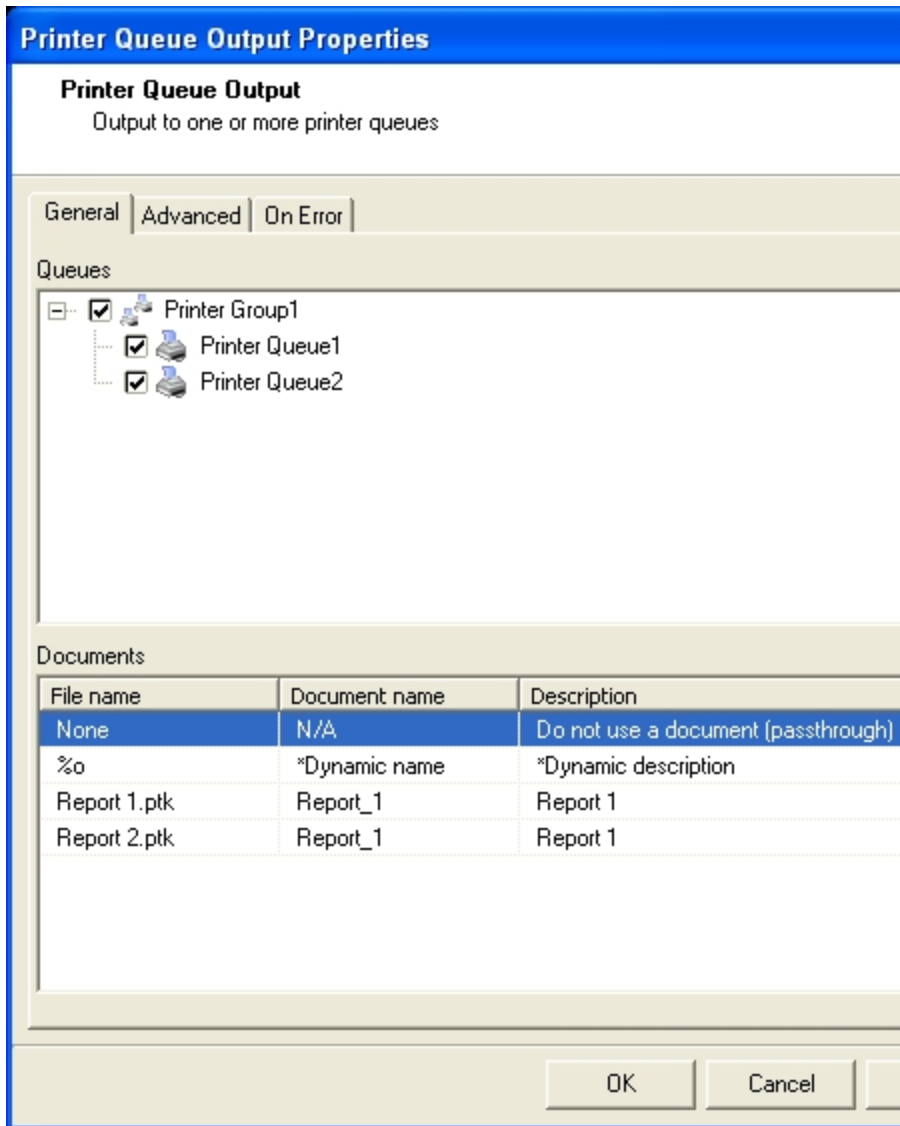 Printer Queue Output Properties
Printer Queue Output
Output to one or more printer queues
General Advanced On Error
Queues
Printer Group1
Printer Queue1
Printer Queue2
Documents
File name Document name Description
None N/A Do not use a document (passthrough)
%o *Dynamic name *Dynamic description
Report 1.ptk Report_1 Report 1
Report 2.ptk Report_1 Report 1
OK Cancel